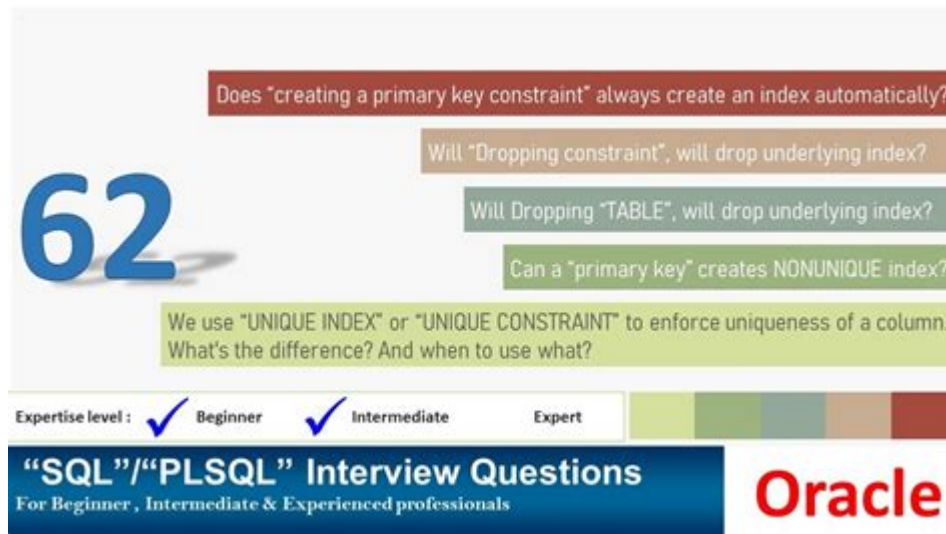 Does “creating a primary key constraint” always create an index automatically?
Will “Dropping constraint”, will drop underlying index?
62
Will Dropping “TABLE”, will drop underlying index?
Can a “primary key” creates NONUNIQUE index?
We use “UNIQUE INDEX” or “UNIQUE CONSTRAINT” to enforce uniqueness of a column.
What's the difference? And when to use what?
Expertise level : Beginner Intermediate Expert
“SQL”/“PLSQL” Interview Questions
For Beginner , Intermediate & Experienced professionals
Oracle